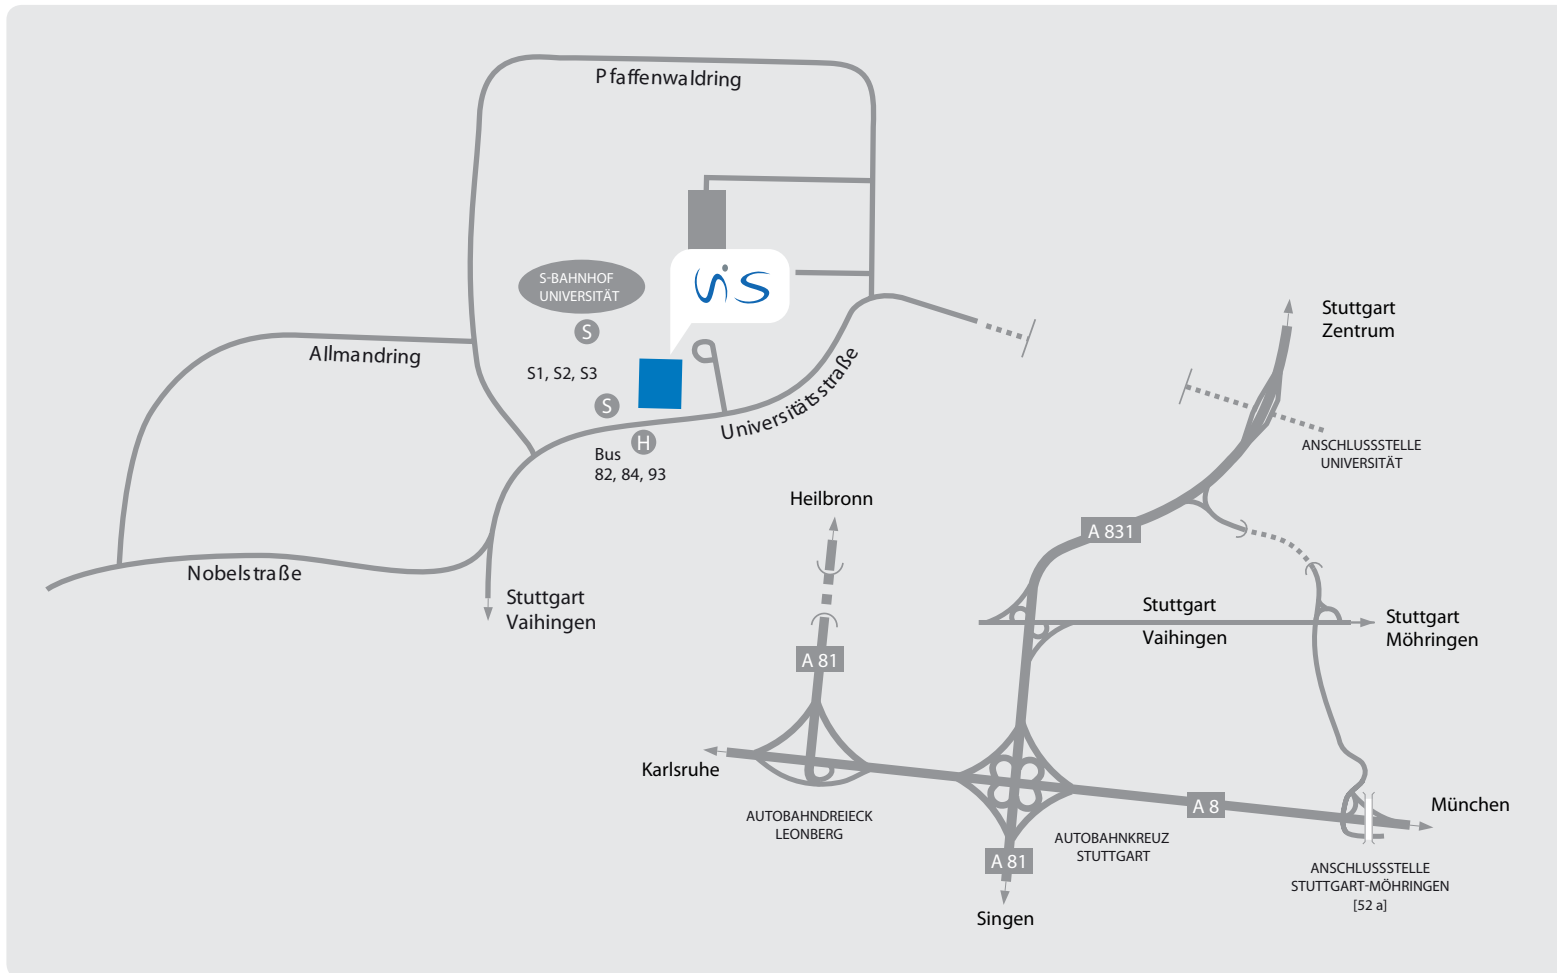 Pfaffenwaldring
S-BAHNHOF
UNIVERSITÄT
VIS
S
Allmandring
S1, S2, S3
S
H
Bus
82, 84, 93
Universitätsstraße
Nobelstraße
Stuttgart
Vaihingen
Stuttgart
Zentrum
ANSCHLUSSSTELLE
UNIVERSITÄT
Heilbronn
A 831
A 81
Stuttgart
Vaihingen
Stuttgart
Möhringen
Karlsruhe
AUTOBAHNDREIECK
LEONBERG
A 8
München
AUTOBAHNKREUZ
STUTTGART
A 81
Singen
ANSCHLUSSSTELLE
STUTTGART-MÖHRINGEN
[52 a]